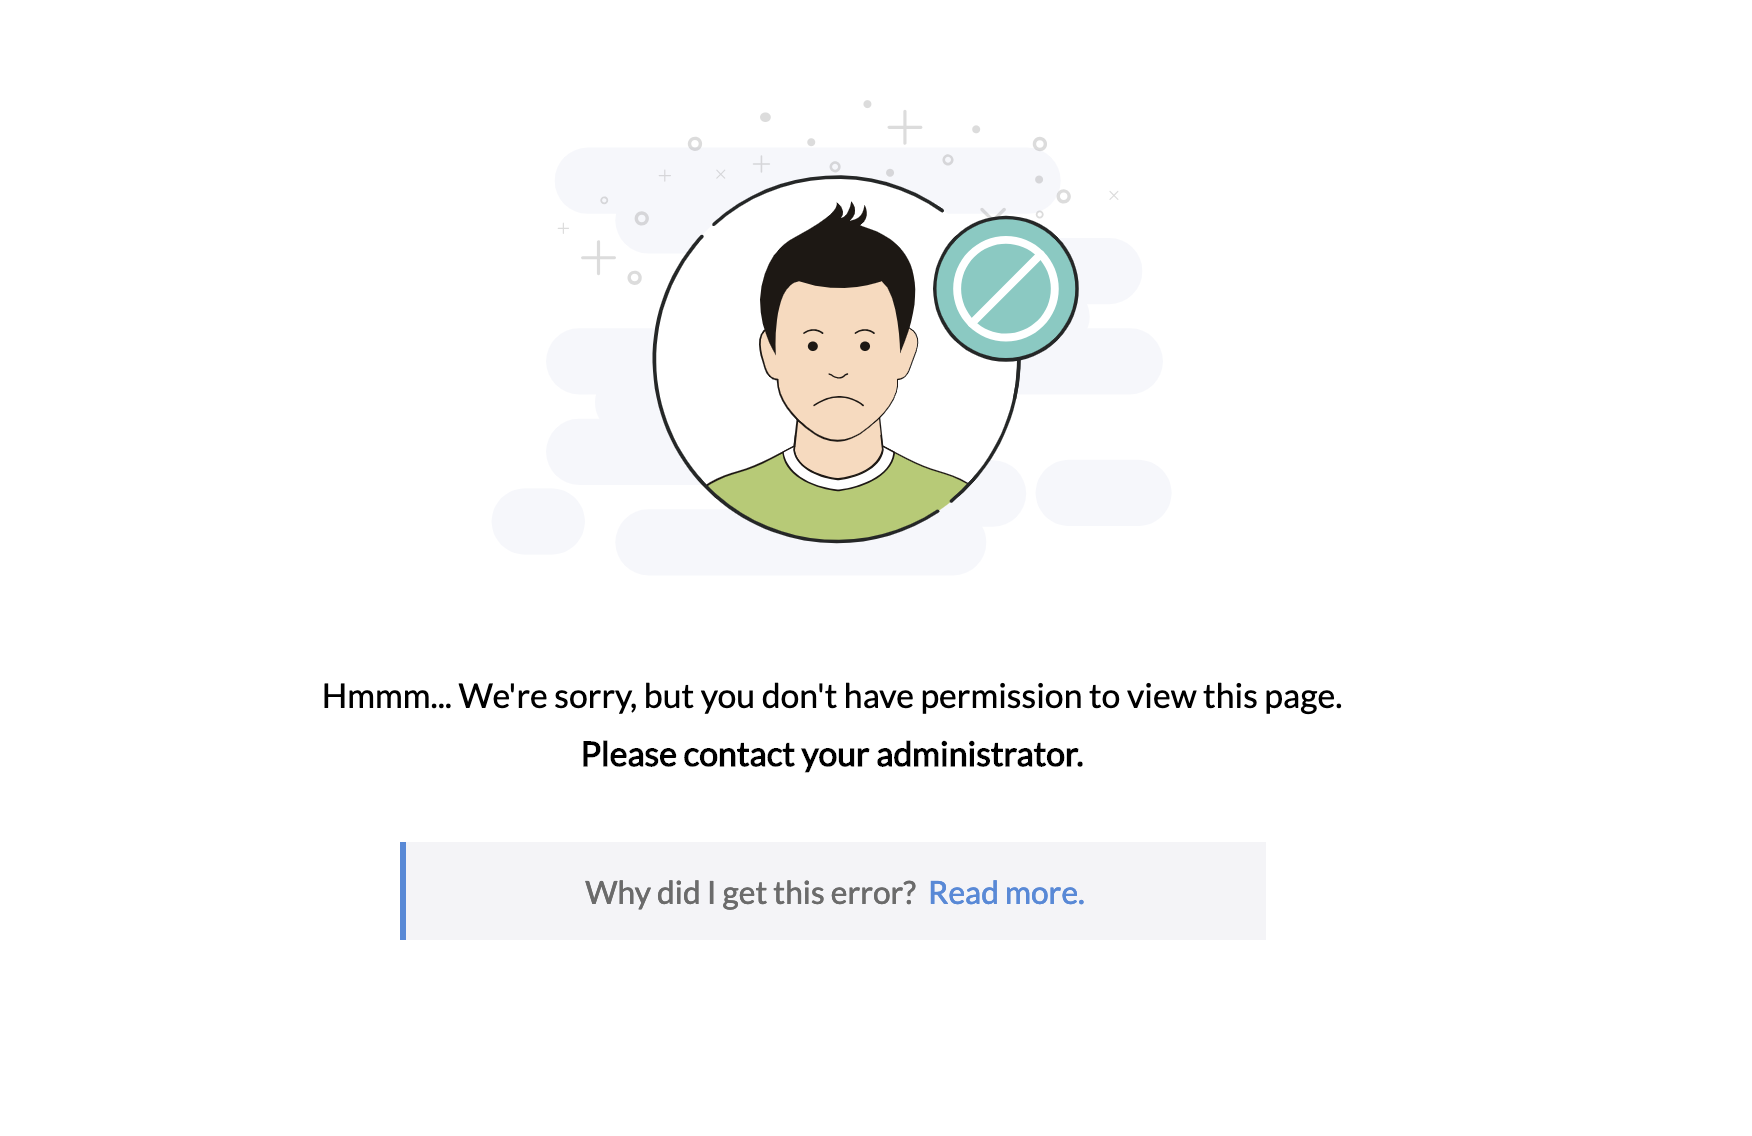 Hmmm... We're sorry, but you don't have permission to view this page.
Please contact your administrator.
Why did I get this error? Read more.